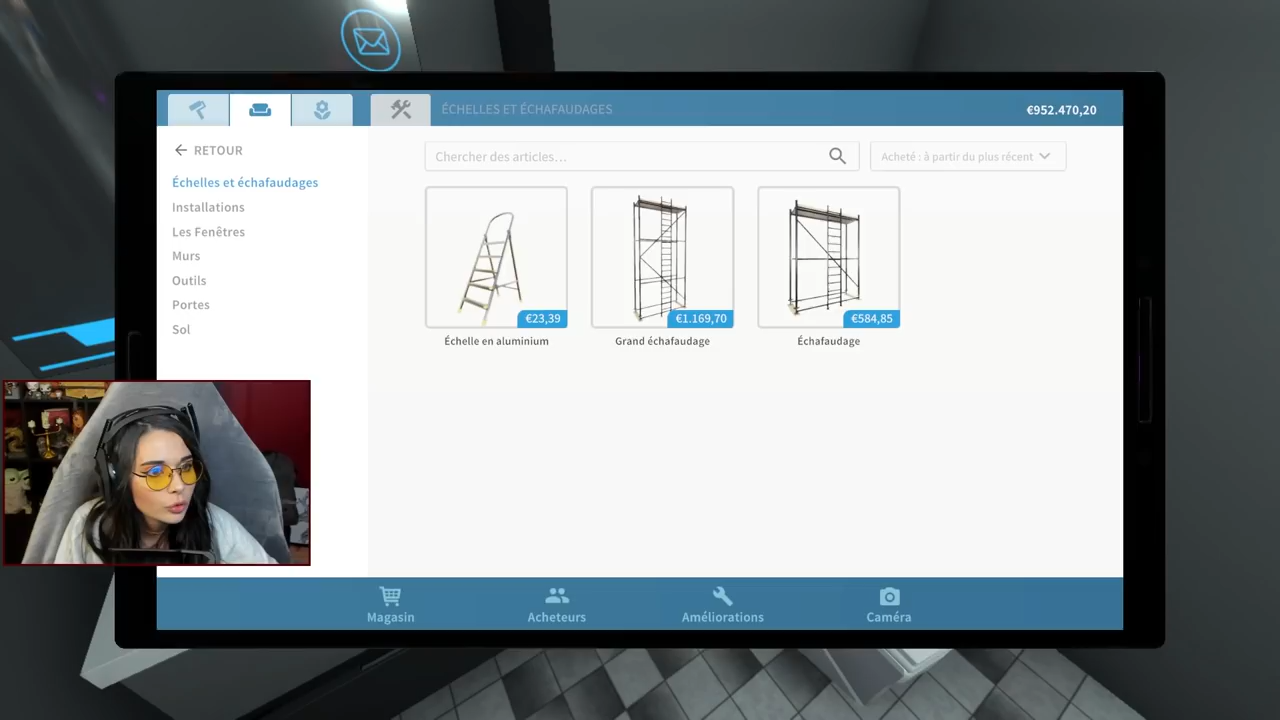 ÉCHELLES ET ÉCHAFAUDAGES
€952.470,20
RETOUR
Chercher des articles...
Acheté : à partir du plus récent
Échelles et échafaudages
Installations
Les Fenêtres
Murs
Outils
Portes
Sol
€23,39
€1.169,70
€584,85
Échelle en aluminium
Grand échafaudage
Échafaudage
Magasin
Acheteurs
Améliorations
Caméra